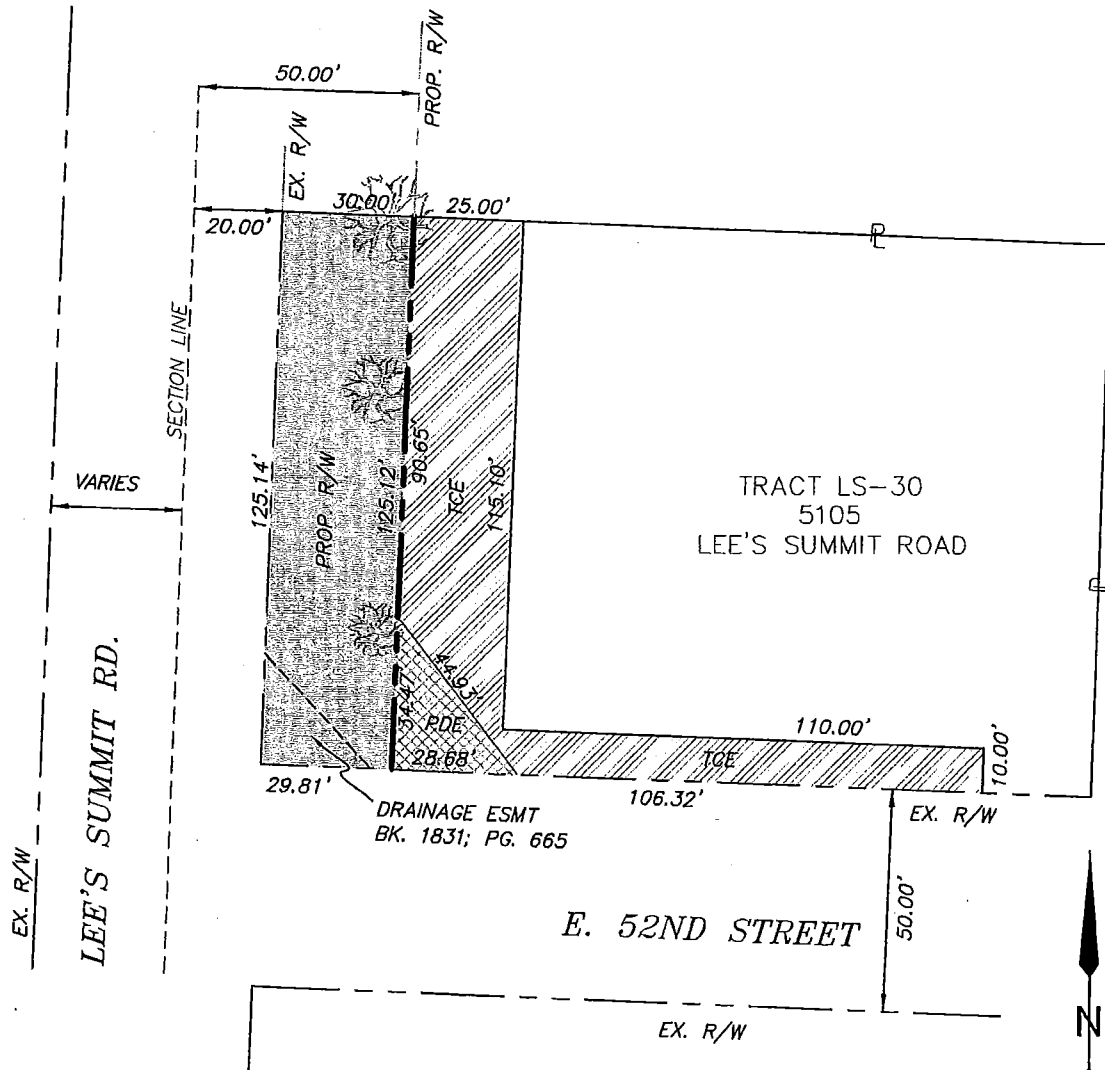 50.00'
PROP. R/W
EX. R/W
30.00'
25.00'
20.00'
SECTION LINE
VARIES
125.14'
PROP. R/W
125.12'
90.65'
TCE
115.10'
TRACT LS-30
5105
LEE'S SUMMIT ROAD
44.93'
34.47'
PDE
28.68'
110.00'
TCE
10.00'
29.81'
106.32'
EX. R/W
DRAINAGE ESMT
BK. 1831; PG. 665
LEE'S SUMMIT RD.
EX. R/W
E. 52ND STREET
50.00'
EX. R/W
N